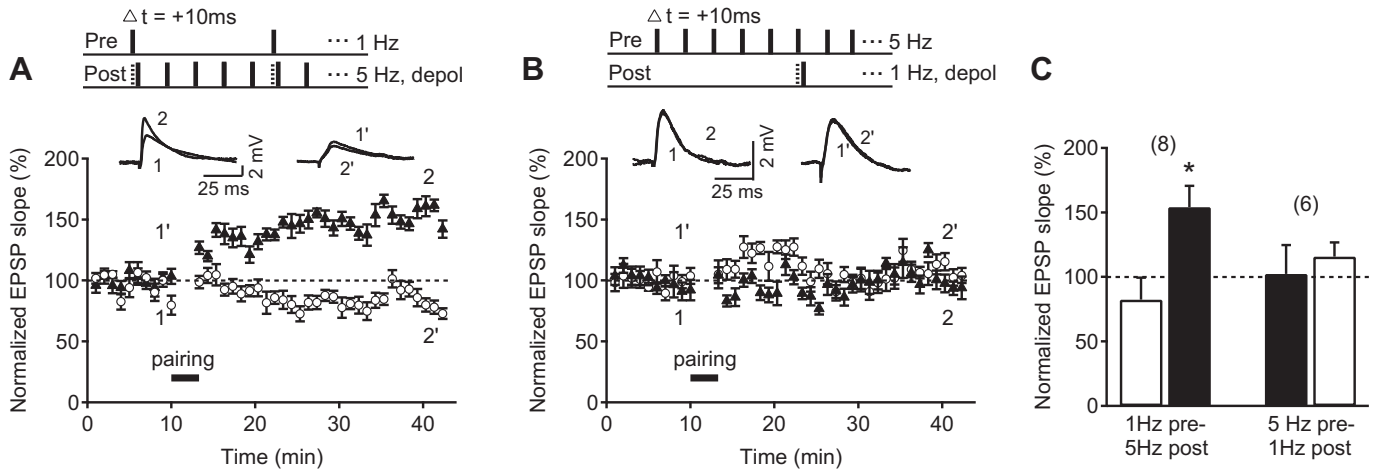 A
△ t = +10ms
Pre
··· 1 Hz
Post
··· 5 Hz, depol
2
1
1'
2'
2 mV
25 ms
Normalized EPSP slope (%)
200
150
100
50
0
1'
2
1
2'
pairing
0 10 20 30 40
Time (min)
B
△ t = +10ms
Pre
··· 5 Hz
Post
··· 1 Hz, depol
2
1
2'
1'
2 mV
25 ms
Normalized EPSP slope (%)
200
150
100
50
0
1'
2'
1
2
pairing
0 10 20 30 40
Time (min)
C
Normalized EPSP slope (%)
200
150
100
50
0
(8)
*
(6)
1Hz pre-
5Hz post
5 Hz pre-
1Hz post